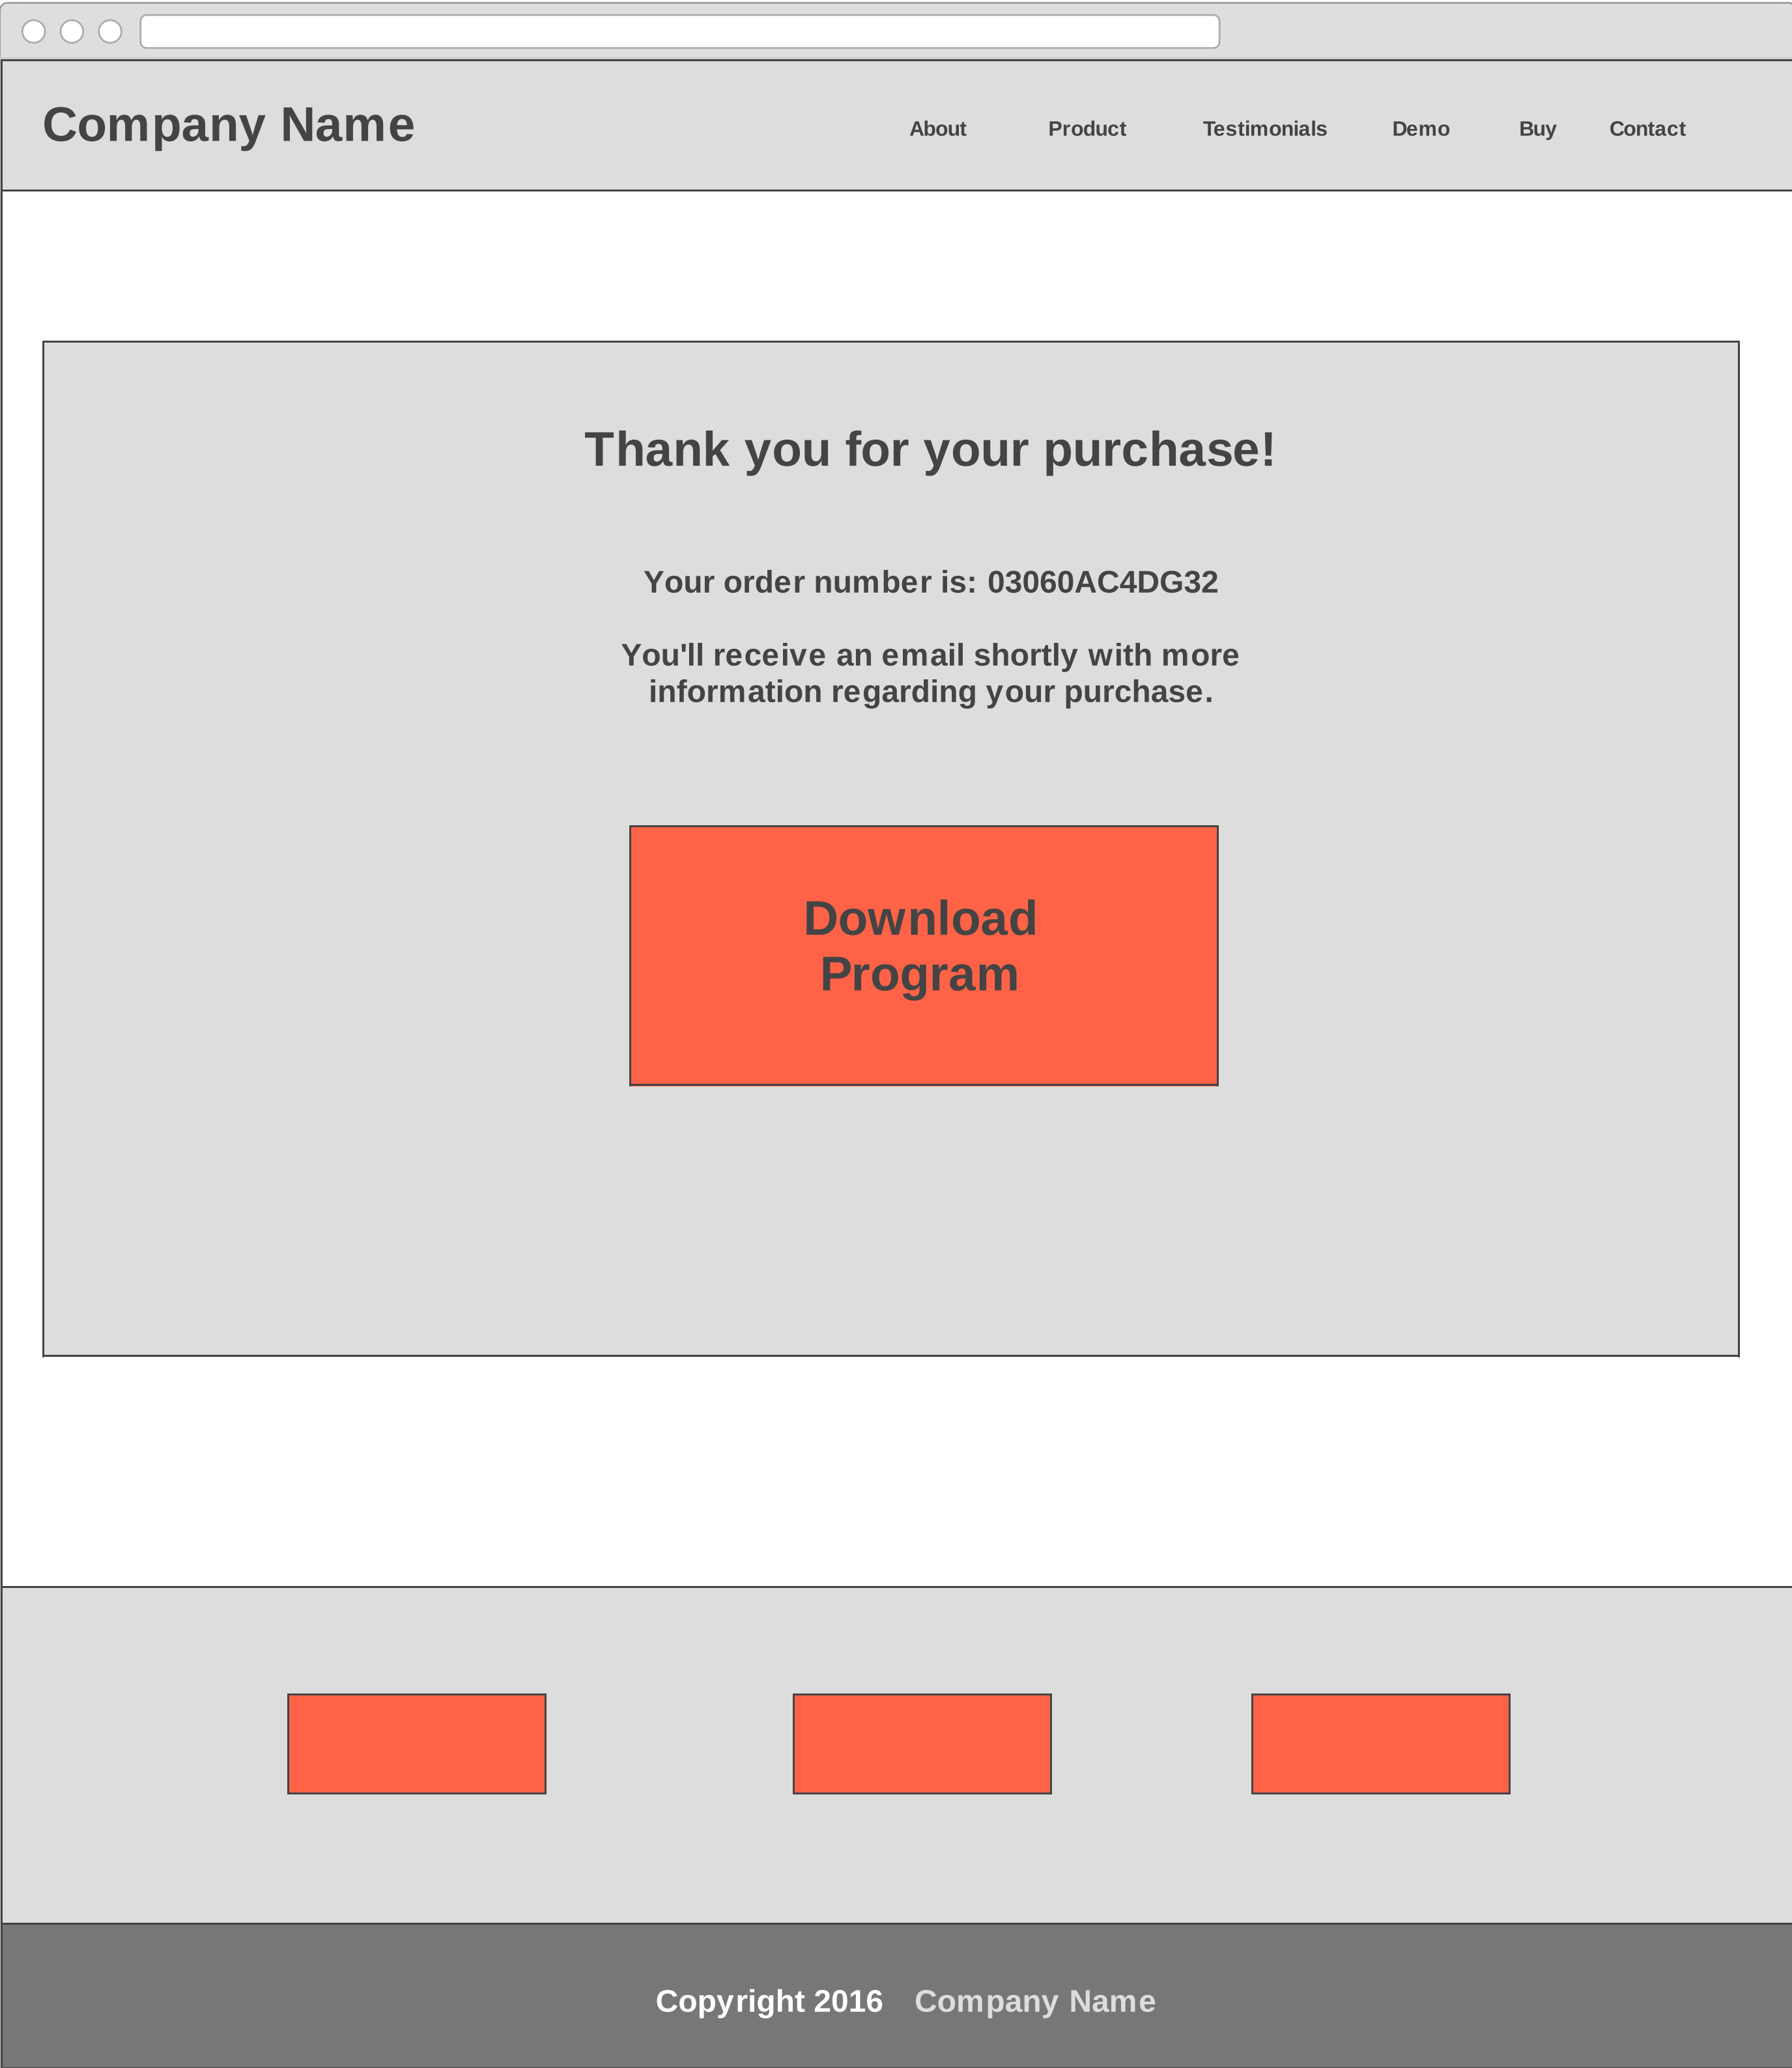 Company Name
About Product Testimonials Demo Buy Contact
Thank you for your purchase!
Your order number is: 03060AC4DG32
You'll receive an email shortly with more
information regarding your purchase.
Download
Program
Copyright 2016 Company Name